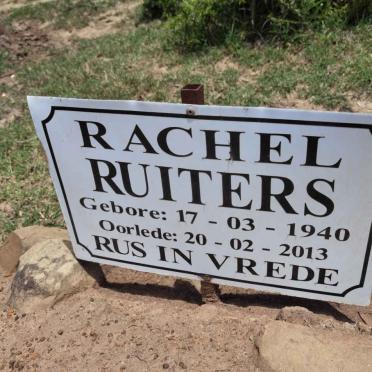 RACHEL
RUITERS
Gebore: 17 - 03 - 1940
Oorlede: 20 - 02 - 2013
RUS IN VREDE